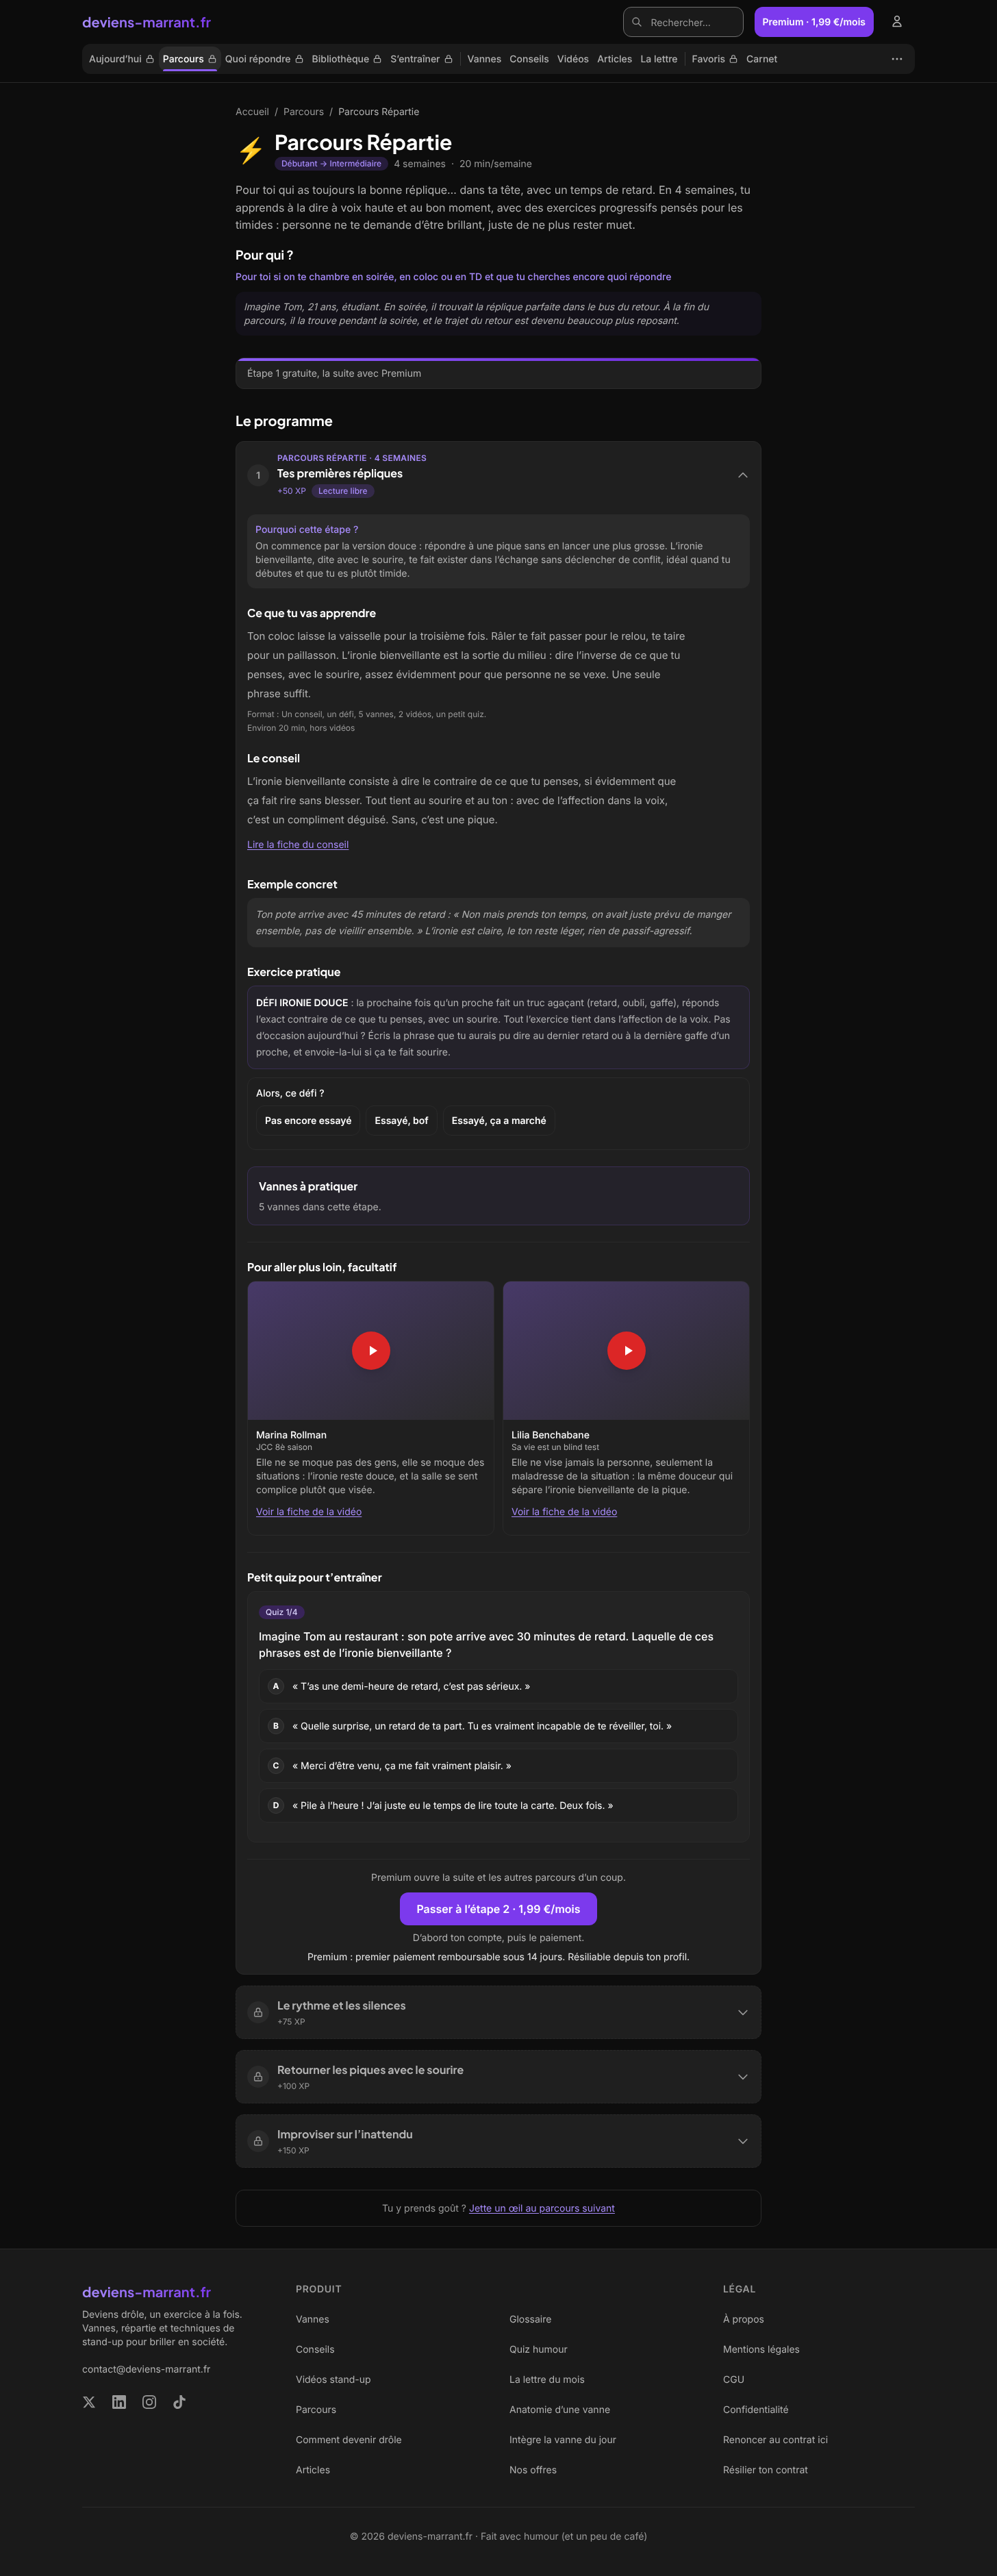 deviens-marrant.fr
Rechercher...
Premium · 1,99 €/mois
Aujourd’hui
Parcours
Quoi répondre
Bibliothèque
S’entraîner
Vannes
Conseils
Vidéos
Articles
La lettre
Favoris
Carnet
Accueil / Parcours / Parcours Répartie
Parcours Répartie
Débutant → Intermédiaire
4 semaines · 20 min/semaine
Pour toi qui as toujours la bonne réplique... dans ta tête, avec un temps de retard. En 4 semaines, tu
apprends à la dire à voix haute et au bon moment, avec des exercices progressifs pensés pour les
timides : personne ne te demande d’être brillant, juste de ne plus rester muet.
Pour qui ?
Pour toi si on te chambre en soirée, en coloc ou en TD et que tu cherches encore quoi répondre
Imagine Tom, 21 ans, étudiant. En soirée, il trouvait la réplique parfaite dans le bus du retour. À la fin du
parcours, il la trouve pendant la soirée, et le trajet du retour est devenu beaucoup plus reposant.
Étape 1 gratuite, la suite avec Premium
Le programme
PARCOURS RÉPARTIE · 4 SEMAINES
1
Tes premières répliques
+50 XP
Lecture libre
Pourquoi cette étape ?
On commence par la version douce : répondre à une pique sans en lancer une plus grosse. L’ironie
bienveillante, dite avec le sourire, te fait exister dans l’échange sans déclencher de conflit, idéal quand tu
débutes et que tu es plutôt timide.
Ce que tu vas apprendre
Ton coloc laisse la vaisselle pour la troisième fois. Râler te fait passer pour le relou, te taire
pour un paillasson. L’ironie bienveillante est la sortie du milieu : dire l’inverse de ce que tu
penses, avec le sourire, assez évidemment pour que personne ne se vexe. Une seule
phrase suffit.
Format : Un conseil, un défi, 5 vannes, 2 vidéos, un petit quiz.
Environ 20 min, hors vidéos
Le conseil
L’ironie bienveillante consiste à dire le contraire de ce que tu penses, si évidemment que
ça fait rire sans blesser. Tout tient au sourire et au ton : avec de l’affection dans la voix,
c’est un compliment déguisé. Sans, c’est une pique.
Lire la fiche du conseil
Exemple concret
Ton pote arrive avec 45 minutes de retard : « Non mais prends ton temps, on avait juste prévu de manger
ensemble, pas de vieillir ensemble. » L’ironie est claire, le ton reste léger, rien de passif-agressif.
Exercice pratique
DÉFI IRONIE DOUCE : la prochaine fois qu’un proche fait un truc agaçant (retard, oubli, gaffe), réponds
l’exact contraire de ce que tu penses, avec un sourire. Tout l’exercice tient dans l’affection de la voix. Pas
d’occasion aujourd’hui ? Écris la phrase que tu aurais pu dire au dernier retard ou à la dernière gaffe d’un
proche, et envoie-la-lui si ça te fait sourire.
Alors, ce défi ?
Pas encore essayé
Essayé, bof
Essayé, ça a marché
Vannes à pratiquer
5 vannes dans cette étape.
Pour aller plus loin, facultatif
Marina Rollman
JCC 8è saison
Elle ne se moque pas des gens, elle se moque des
situations : l’ironie reste douce, et la salle se sent
complice plutôt que visée.
Voir la fiche de la vidéo
Lilia Benchabane
Sa vie est un blind test
Elle ne vise jamais la personne, seulement la
maladresse de la situation : la même douceur qui
sépare l’ironie bienveillante de la pique.
Voir la fiche de la vidéo
Petit quiz pour t’entraîner
Quiz 1/4
Imagine Tom au restaurant : son pote arrive avec 30 minutes de retard. Laquelle de ces
phrases est de l’ironie bienveillante ?
A « T’as une demi-heure de retard, c’est pas sérieux. »
B « Quelle surprise, un retard de ta part. Tu es vraiment incapable de te réveiller, toi. »
C « Merci d’être venu, ça me fait vraiment plaisir. »
D « Pile à l’heure ! J’ai juste eu le temps de lire toute la carte. Deux fois. »
Premium ouvre la suite et les autres parcours d’un coup.
Passer à l’étape 2 · 1,99 €/mois
D’abord ton compte, puis le paiement.
Premium : premier paiement remboursable sous 14 jours. Résiliable depuis ton profil.
Le rythme et les silences
+75 XP
Retourner les piques avec le sourire
+100 XP
Improviser sur l’inattendu
+150 XP
Tu y prends goût ? Jette un œil au parcours suivant
deviens-marrant.fr
Deviens drôle, un exercice à la fois.
Vannes, répartie et techniques de
stand-up pour briller en société.
contact@deviens-marrant.fr
PRODUIT
Vannes
Conseils
Vidéos stand-up
Parcours
Comment devenir drôle
Articles
Glossaire
Quiz humour
La lettre du mois
Anatomie d’une vanne
Intègre la vanne du jour
Nos offres
LÉGAL
À propos
Mentions légales
CGU
Confidentialité
Renoncer au contrat ici
Résilier ton contrat
© 2026 deviens-marrant.fr · Fait avec humour (et un peu de café)